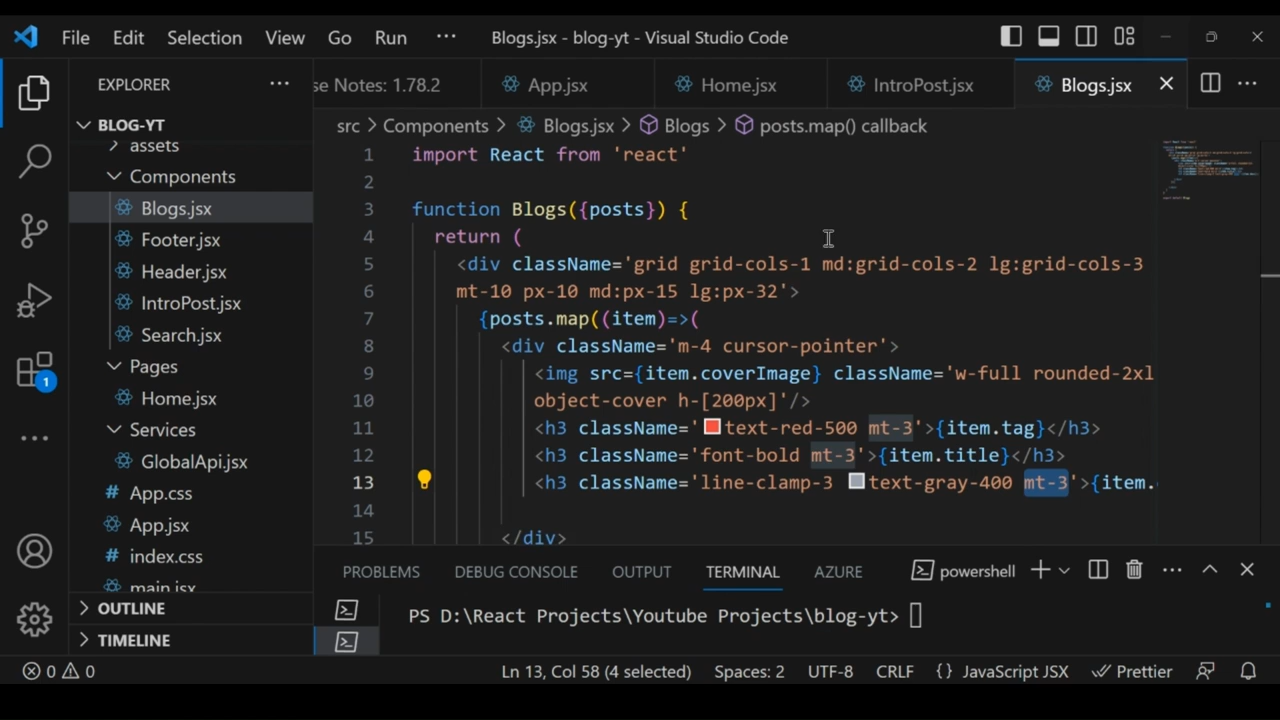 File Edit Selection View Go Run ··· Blogs.jsx - blog-yt - Visual Studio Code
EXPLORER ···
se Notes: 1.78.2 App.jsx Home.jsx IntroPost.jsx Blogs.jsx
BLOG-YT
assets
Components
Blogs.jsx
Footer.jsx
Header.jsx
IntroPost.jsx
Search.jsx
Pages
Home.jsx
Services
GlobalApi.jsx
# App.css
App.jsx
# index.css
main.jsx
OUTLINE
TIMELINE
1
src > Components > Blogs.jsx > Blogs > posts.map() callback
1 import React from 'react'
2
3 function Blogs({posts}) {
4 return (
5 <div className='grid grid-cols-1 md:grid-cols-2 lg:grid-cols-3
6 mt-10 px-10 md:px-15 lg:px-32'>
7 {posts.map((item)=>(
8 <div className='m-4 cursor-pointer'>
9 <img src={item.coverImage} className='w-full rounded-2xl
10 object-cover h-[200px]'/>
11 <h3 className='text-red-500 mt-3'>{item.tag}</h3>
12 <h3 className='font-bold mt-3'>{item.title}</h3>
13 <h3 className='line-clamp-3 text-gray-400 mt-3'>{item.
14
15 </div>
PROBLEMS DEBUG CONSOLE OUTPUT TERMINAL AZURE powershell
PS D:\React Projects\Youtube Projects\blog-yt>
0 0 Ln 13, Col 58 (4 selected) Spaces: 2 UTF-8 CRLF {} JavaScript JSX Prettier